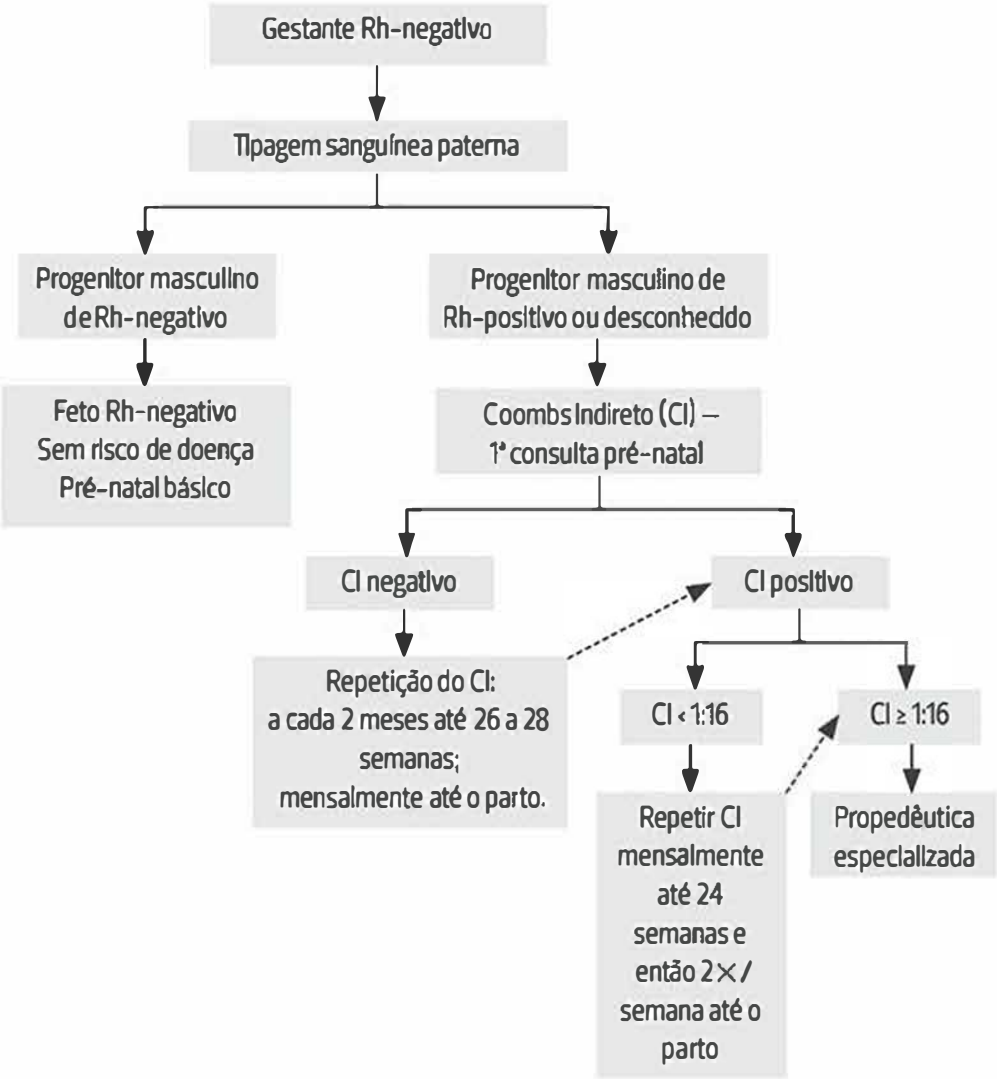 Gestante Rh-negativo
Tipagem sanguínea paterna
Progenitor masculino
de Rh-negativo
Progenitor masculino de
Rh-positivo ou desconhecido
Feto Rh-negativo
Sem risco de doença
Pré-natal básico
Coombs Indireto (CI) –
1ª consulta pré-natal
CI negativo
CI positivo
Repetição do CI:
a cada 2 meses até 26 a 28
semanas;
mensalmente até o parto.
CI < 1:16
CI ≥ 1:16
Repetir CI
mensalmente
até 24
semanas e
então 2×/
semana até o
parto
Propedêutica
especializada